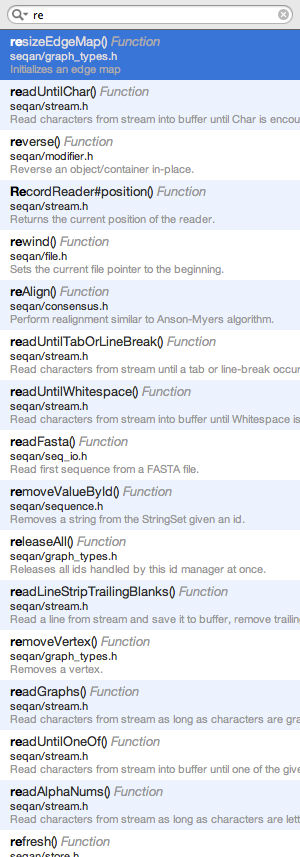 re
resizeEdgeMap() Function
seqan/graph_types.h
Initializes an edge map
readUntilChar() Function
seqan/stream.h
Read characters from stream into buffer until Char is encou
reverse() Function
seqan/modifier.h
Reverse an object/container in-place.
RecordReader#position() Function
seqan/stream.h
Returns the current position of the reader.
rewind() Function
seqan/file.h
Sets the current file pointer to the beginning.
reAlign() Function
seqan/consensus.h
Perform realignment similar to Anson-Myers algorithm.
readUntilTabOrLineBreak() Function
seqan/stream.h
Read characters from stream until a tab or line-break occur
readUntilWhitespace() Function
seqan/stream.h
Read characters from stream into buffer until Whitespace is
readFasta() Function
seqan/seq_io.h
Read first sequence from a FASTA file.
removeValueById() Function
seqan/sequence.h
Removes a string from the StringSet given an id.
releaseAll() Function
seqan/graph_types.h
Releases all ids handled by this id manager at once.
readLineStripTrailingBlanks() Function
seqan/stream.h
Read a line from stream and save it to buffer, remove trailin
removeVertex() Function
seqan/graph_types.h
Removes a vertex.
readGraphs() Function
seqan/stream.h
Read characters from stream as long as characters are gra
readUntilOneOf() Function
seqan/stream.h
Read characters from stream into buffer until one of the give
readAlphaNums() Function
seqan/stream.h
Read characters from stream as long as characters are lett
refresh() Function
seqan/store.h